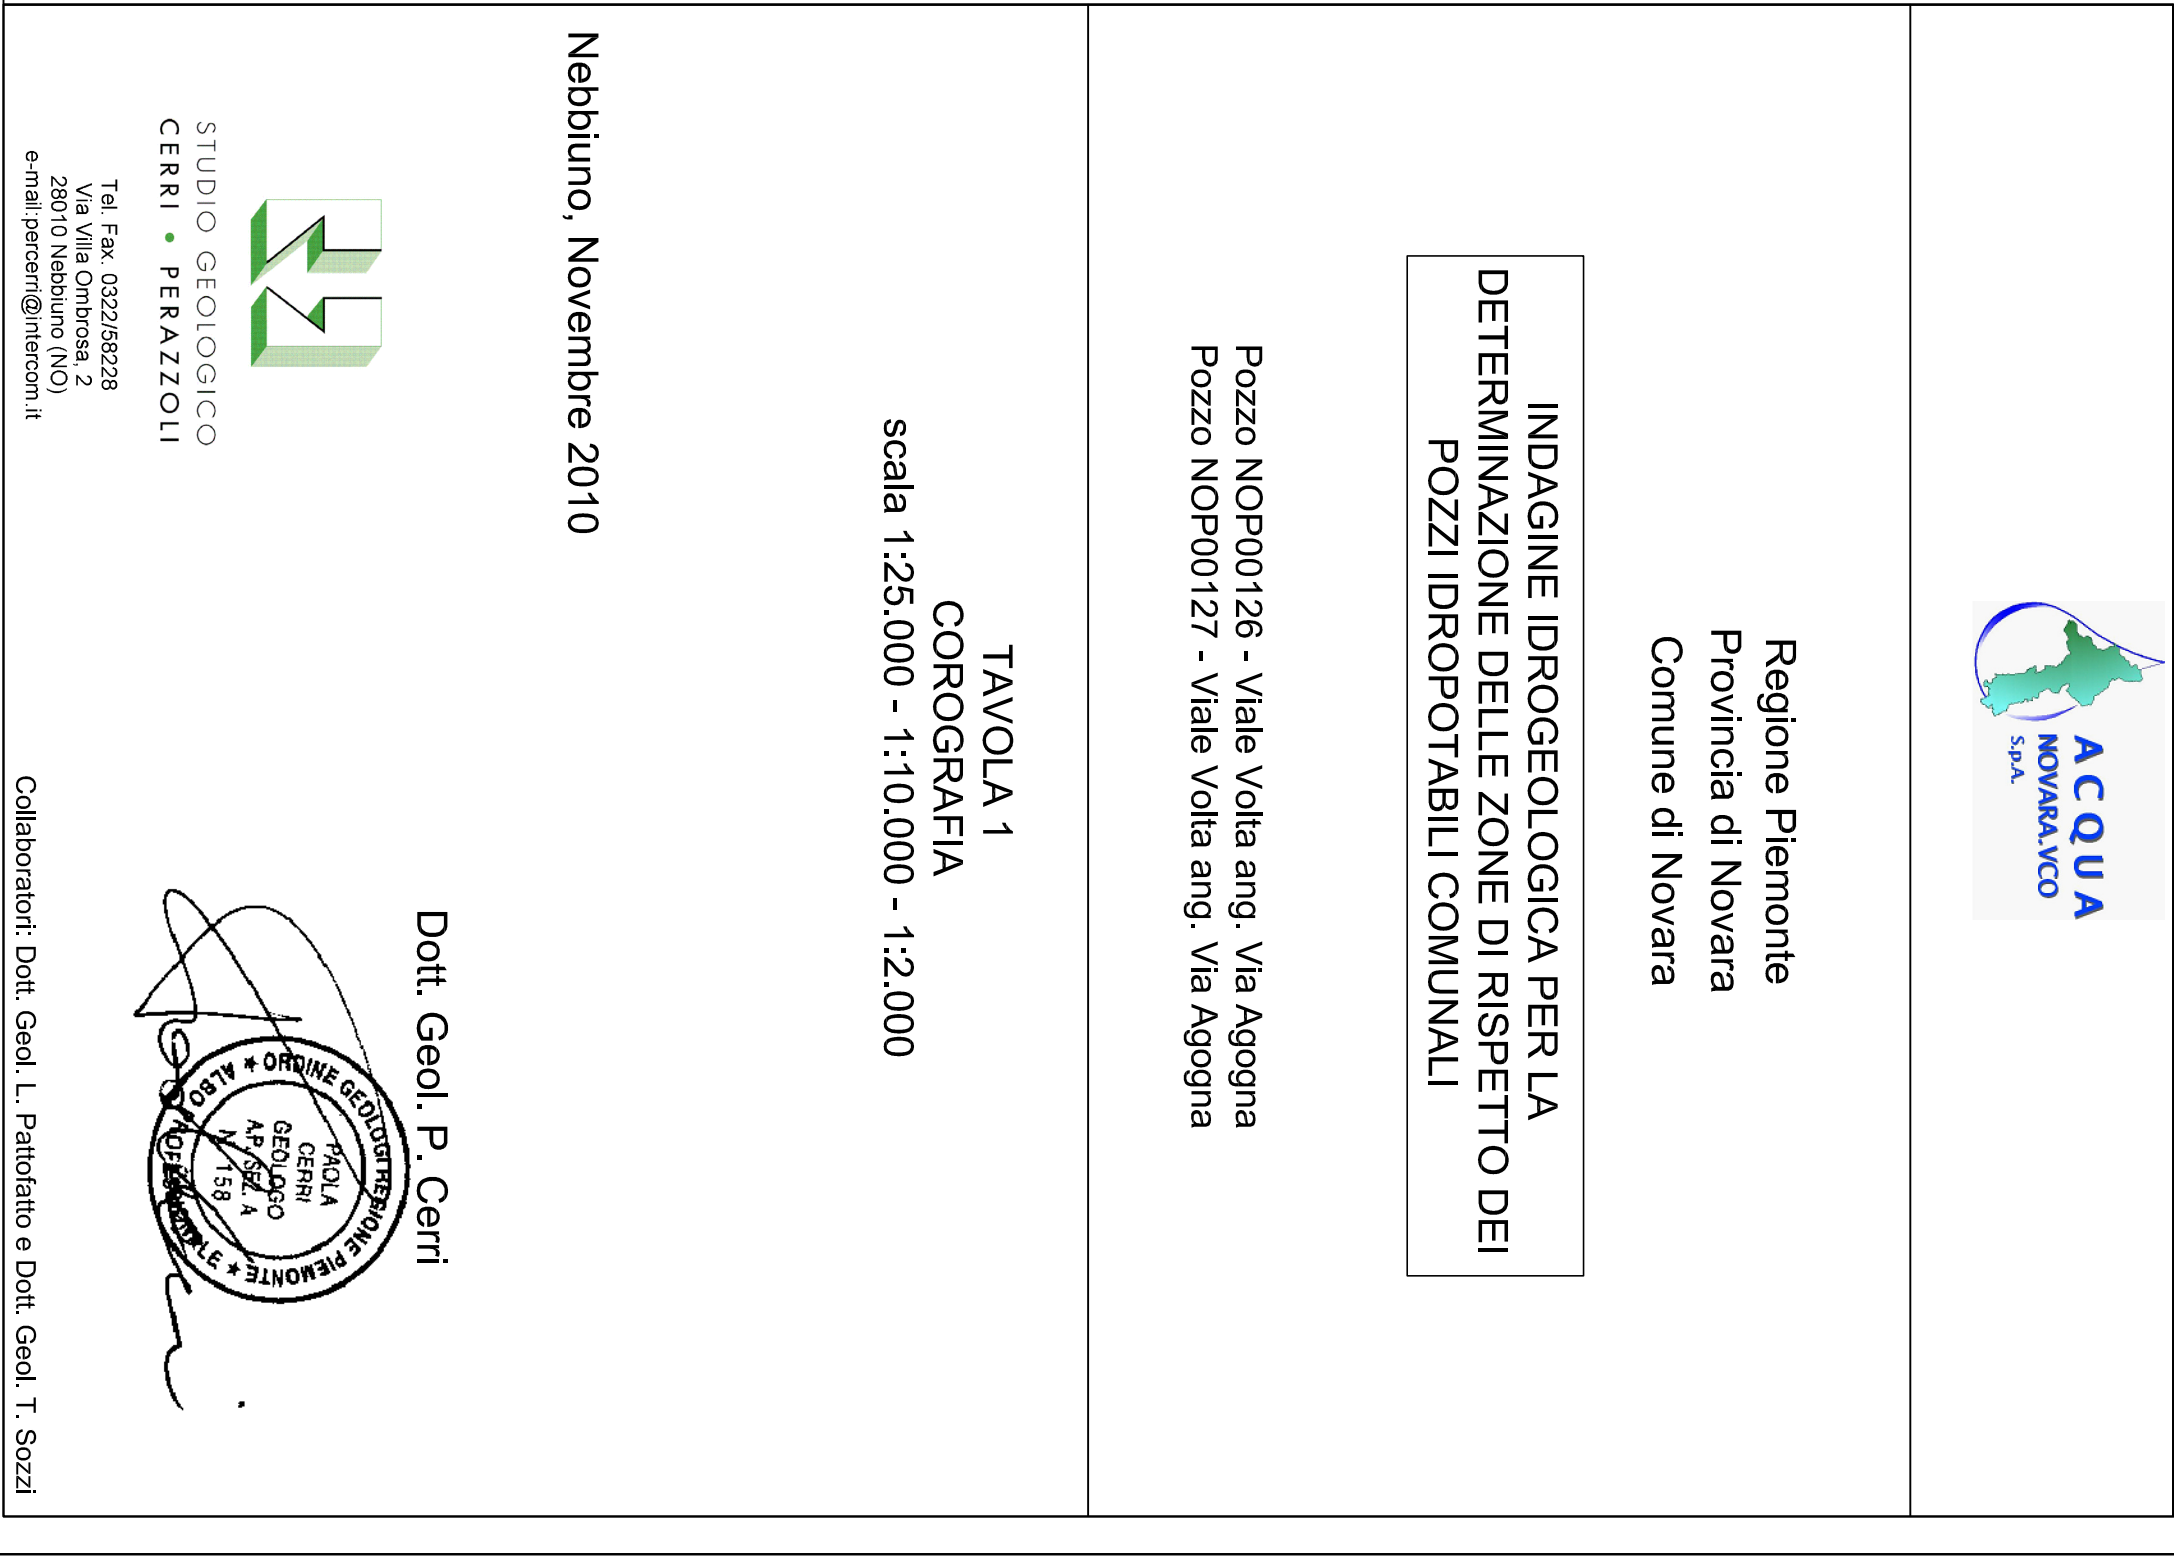 ACQUA
NOVARA.VCO
S.p.A.
Regione Piemonte
Provincia di Novara
Comune di Novara
INDAGINE IDROGEOLOGICA PER LA
DETERMINAZIONE DELLE ZONE DI RISPETTO DEI
POZZI IDROPOTABILI COMUNALI
Pozzo NOP00126 - Viale Volta ang. Via Agogna
Pozzo NOP00127 - Viale Volta ang. Via Agogna
TAVOLA 1
COROGRAFIA
scala 1:25.000 - 1:10.000 - 1:2.000
Nebbiuno, Novembre 2010
STUDIO GEOLOGICO
CERRI • PERAZZOLI
Tel. Fax. 0322/58228
Via Villa Ombrosa, 2
28010 Nebbiuno (NO)
e-mail:percerri@intercom.it
Dott. Geol. P. Cerri
ORDINE GEOLOGI REGIONE PIEMONTE
ALBO
PAOLA
CERRI
GEOLOGO
A.P. SEZ. A
N° 158
Collaboratori: Dott. Geol. L. Pattofatto e Dott. Geol. T. Sozzi